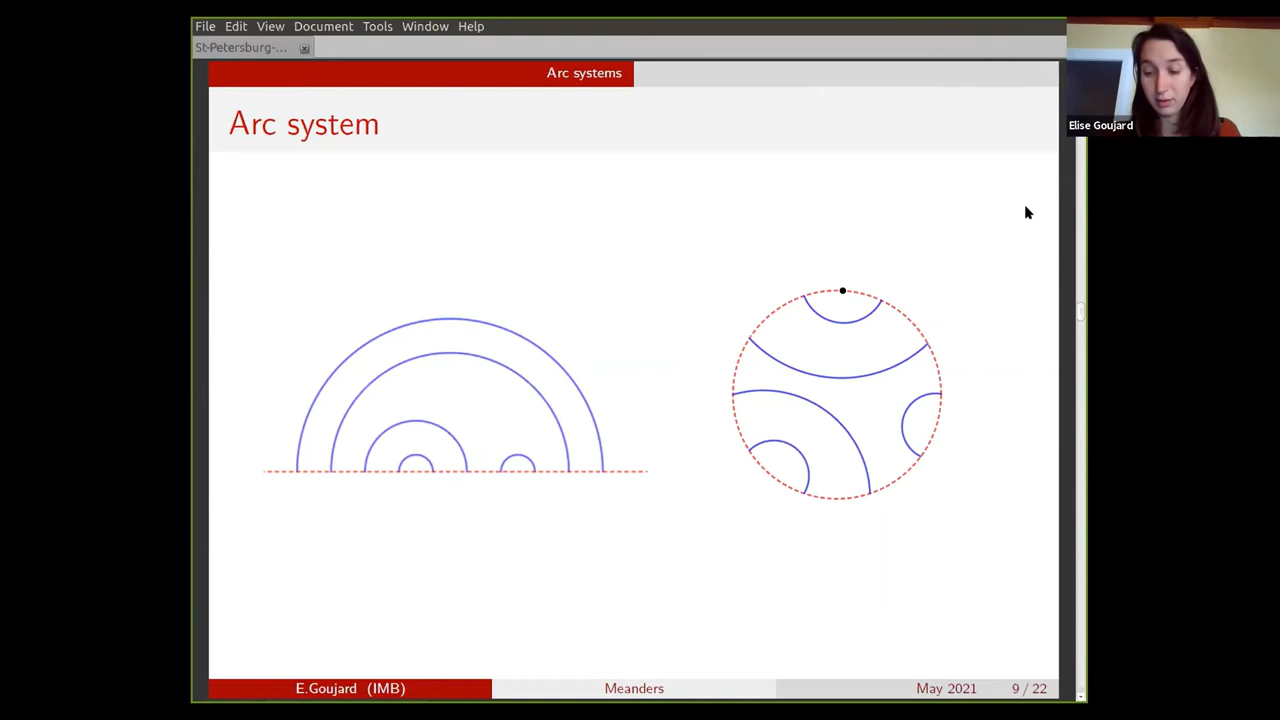 File Edit View Document Tools Window Help
St-Petersburg-...
Arc systems
Arc system
Elise Goujard
E.Goujard (IMB)
Meanders
May 2021
9 / 22